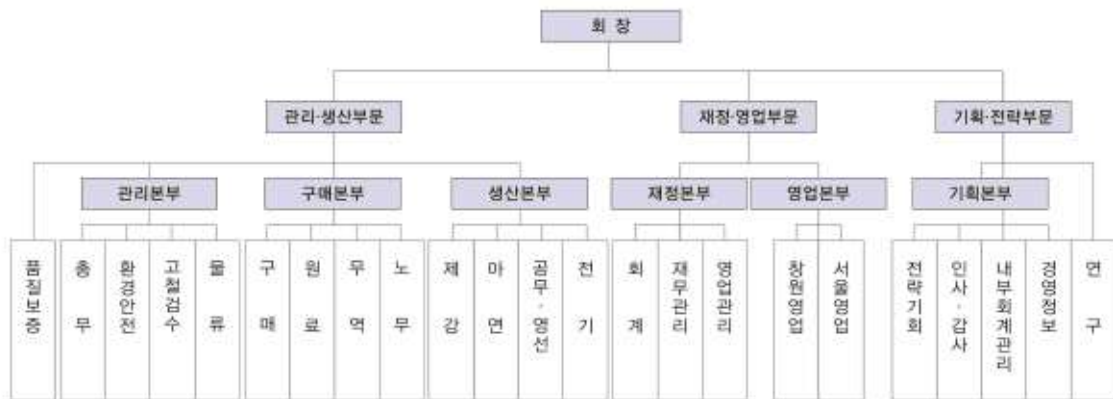 회 장
관리·생산부문
재정·영업부문
기획·전략부문
관리본부
구매본부
생산본부
재정본부
영업본부
기획본부
품질보증
총무
환경안전
고철검수
물류
구매
원료
무역
노무
제강
마연
공무·영선
전기
회계
재무관리
영업관리
창원영업
서울영업
전략기획
인사·감사
내부회계관리
경영정보
연구